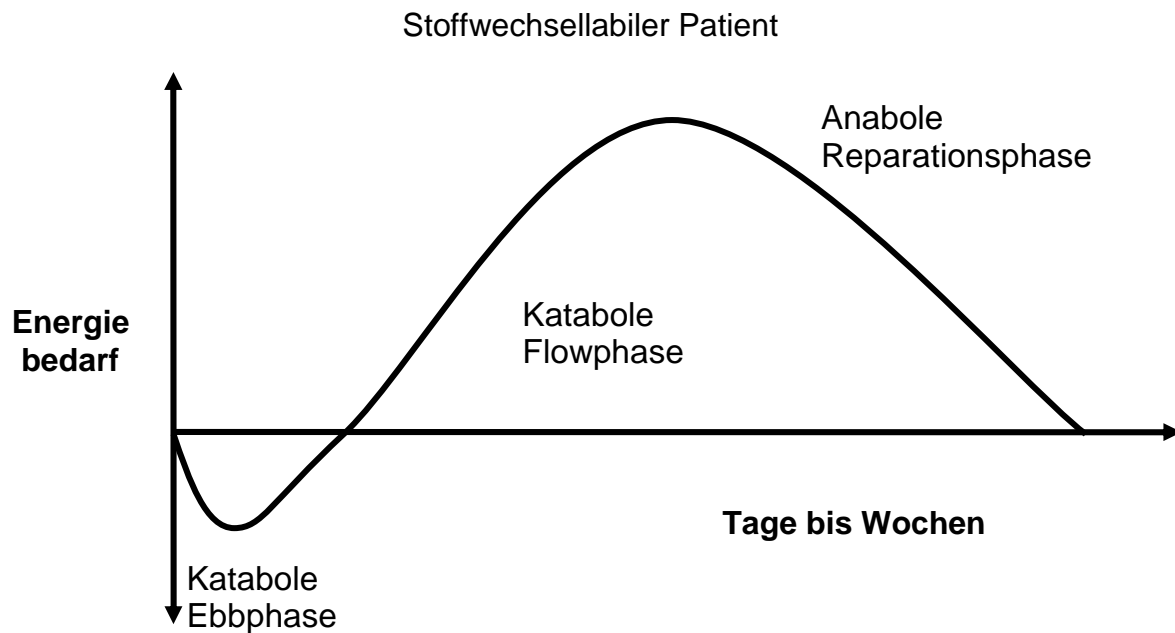 Stoffwechsellabiler Patient
Anabole
Reparationsphase
Energie
bedarf
Katabole
Flowphase
Tage bis Wochen
Katabole
Ebbphase